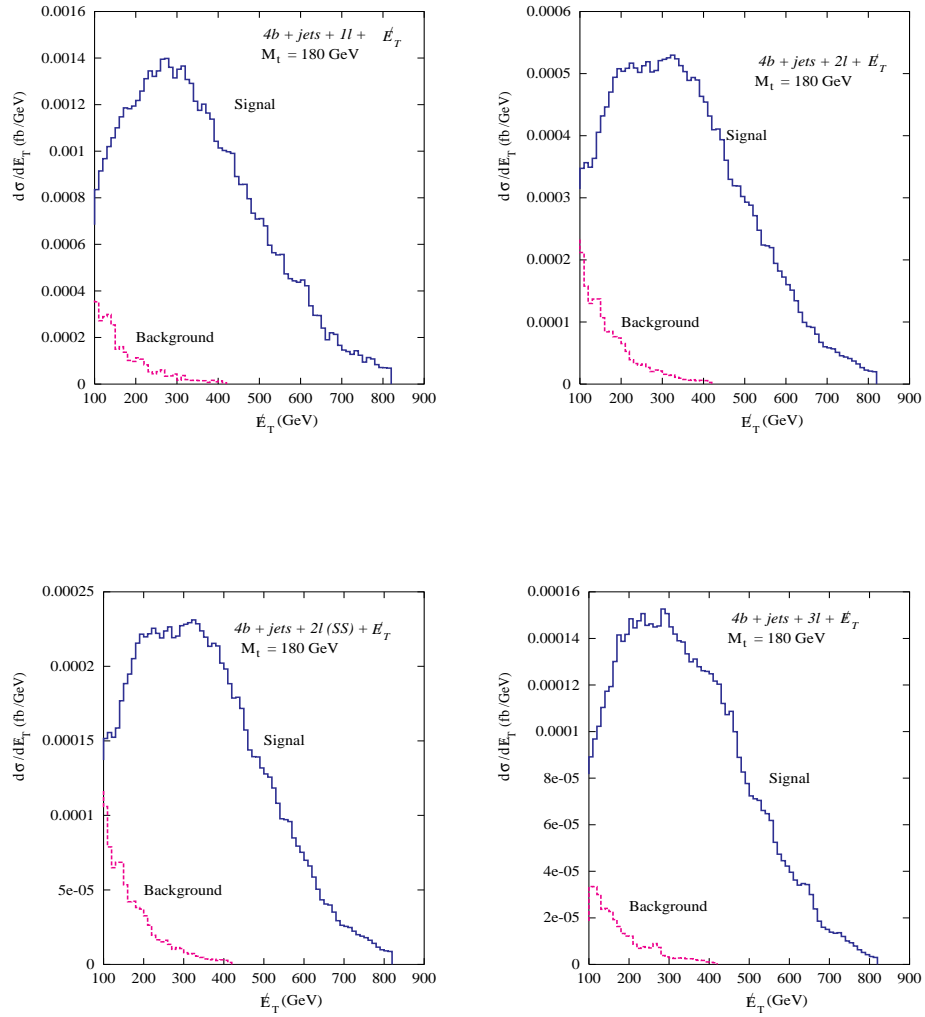 4b + jets + 1l + E̸_T
M_t = 180 GeV
Signal
Background
dσ/dE̸_T (fb/GeV)
0.0016
0.0014
0.0012
0.001
0.0008
0.0006
0.0004
0.0002
0
100 200 300 400 500 600 700 800 900
E̸_T (GeV)
4b + jets + 2l + E̸_T
M_t = 180 GeV
Signal
Background
dσ/dE̸_T (fb/GeV)
0.0006
0.0005
0.0004
0.0003
0.0002
0.0001
0
100 200 300 400 500 600 700 800 900
E̸_T (GeV)
4b + jets + 2l (SS) + E̸_T
M_t = 180 GeV
Signal
Background
dσ/dE̸_T (fb/GeV)
0.00025
0.0002
0.00015
0.0001
5e-05
0
100 200 300 400 500 600 700 800 900
E̸_T (GeV)
4b + jets + 3l + E̸_T
M_t = 180 GeV
Signal
Background
dσ/dE̸_T (fb/GeV)
0.00016
0.00014
0.00012
0.0001
8e-05
6e-05
4e-05
2e-05
0
100 200 300 400 500 600 700 800 900
E̸_T (GeV)